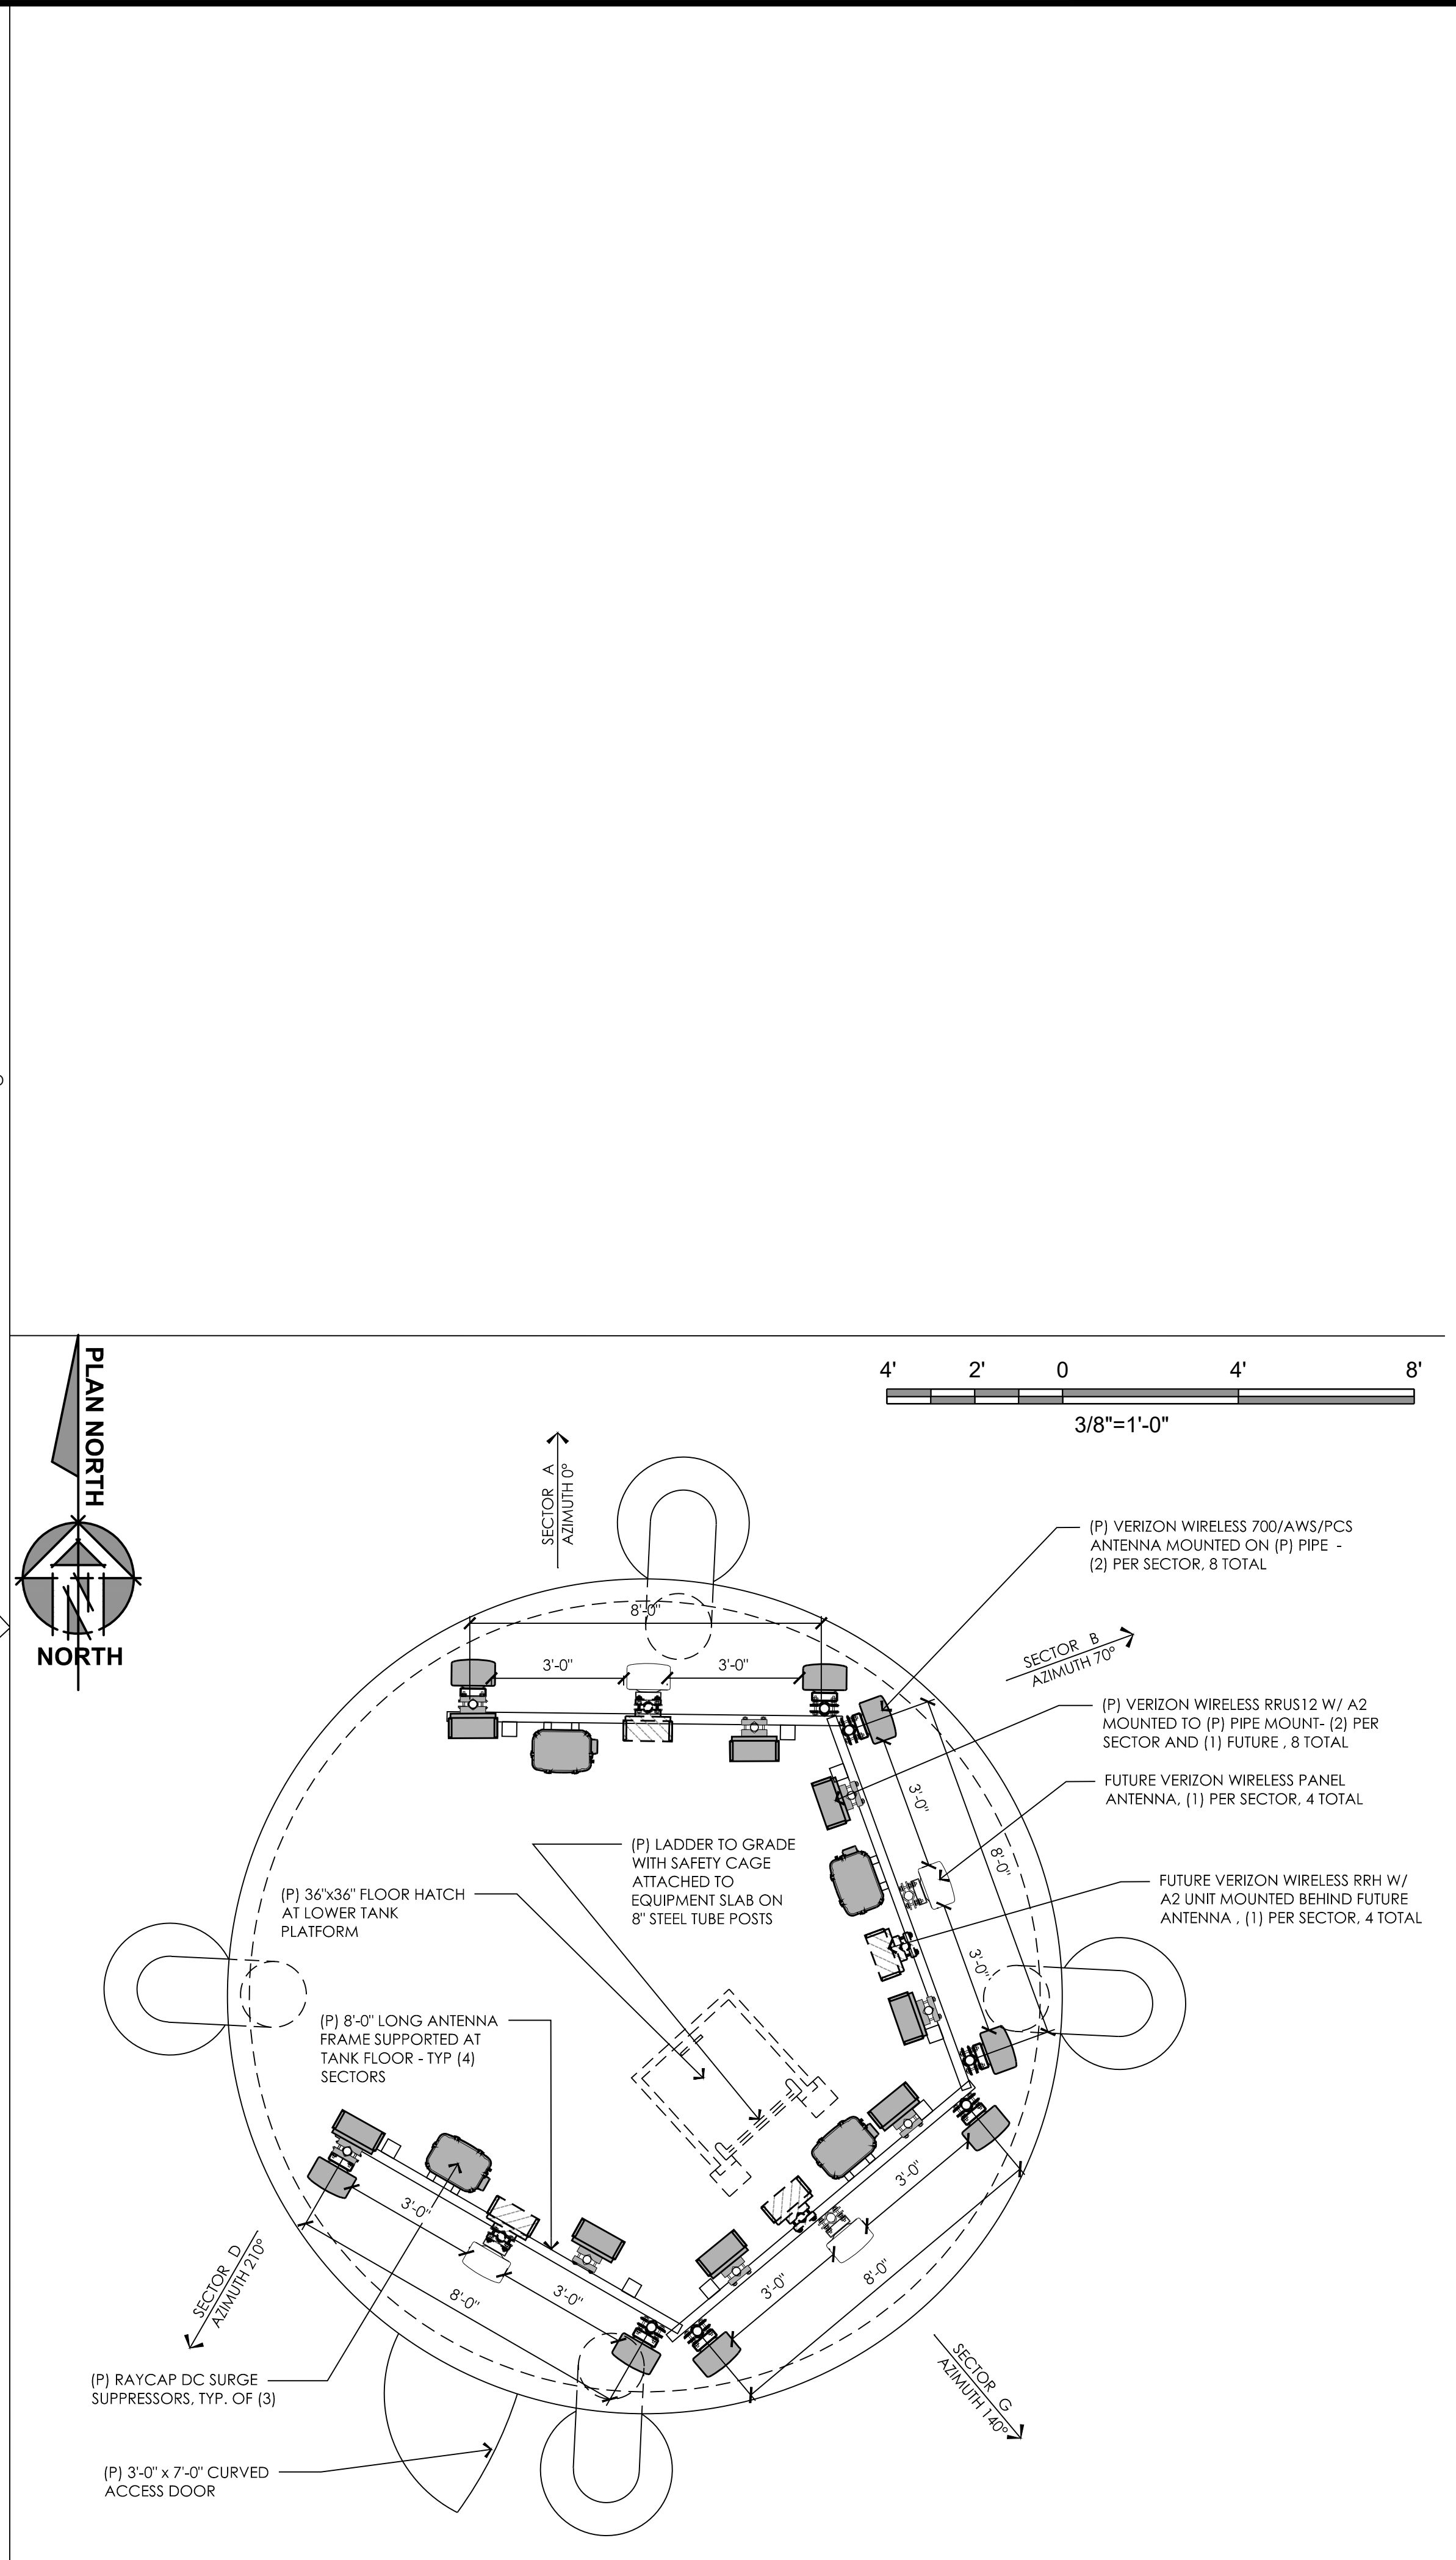 PLAN NORTH
NORTH
4' 2' 0 4' 8'
3/8"=1'-0"
SECTOR A
AZIMUTH 0°
(P) VERIZON WIRELESS 700/AWS/PCS
ANTENNA MOUNTED ON (P) PIPE -
(2) PER SECTOR, 8 TOTAL
8'-0"
3'-0"
3'-0"
SECTOR B
AZIMUTH 70°
(P) VERIZON WIRELESS RRUS12 W/ A2
MOUNTED TO (P) PIPE MOUNT- (2) PER
SECTOR AND (1) FUTURE , 8 TOTAL
FUTURE VERIZON WIRELESS PANEL
ANTENNA, (1) PER SECTOR, 4 TOTAL
3'-0"
8'-0"
3'-0"
(P) LADDER TO GRADE
WITH SAFETY CAGE
ATTACHED TO
EQUIPMENT SLAB ON
8" STEEL TUBE POSTS
(P) 36"x36" FLOOR HATCH
AT LOWER TANK
PLATFORM
FUTURE VERIZON WIRELESS RRH W/
A2 UNIT MOUNTED BEHIND FUTURE
ANTENNA , (1) PER SECTOR, 4 TOTAL
(P) 8'-0" LONG ANTENNA
FRAME SUPPORTED AT
TANK FLOOR - TYP (4)
SECTORS
3'-0"
3'-0"
8'-0"
3'-0"
3'-0"
8'-0"
SECTOR D
AZIMUTH 210°
SECTOR G
AZIMUTH 140°
(P) RAYCAP DC SURGE
SUPPRESSORS, TYP. OF (3)
(P) 3'-0" x 7'-0" CURVED
ACCESS DOOR